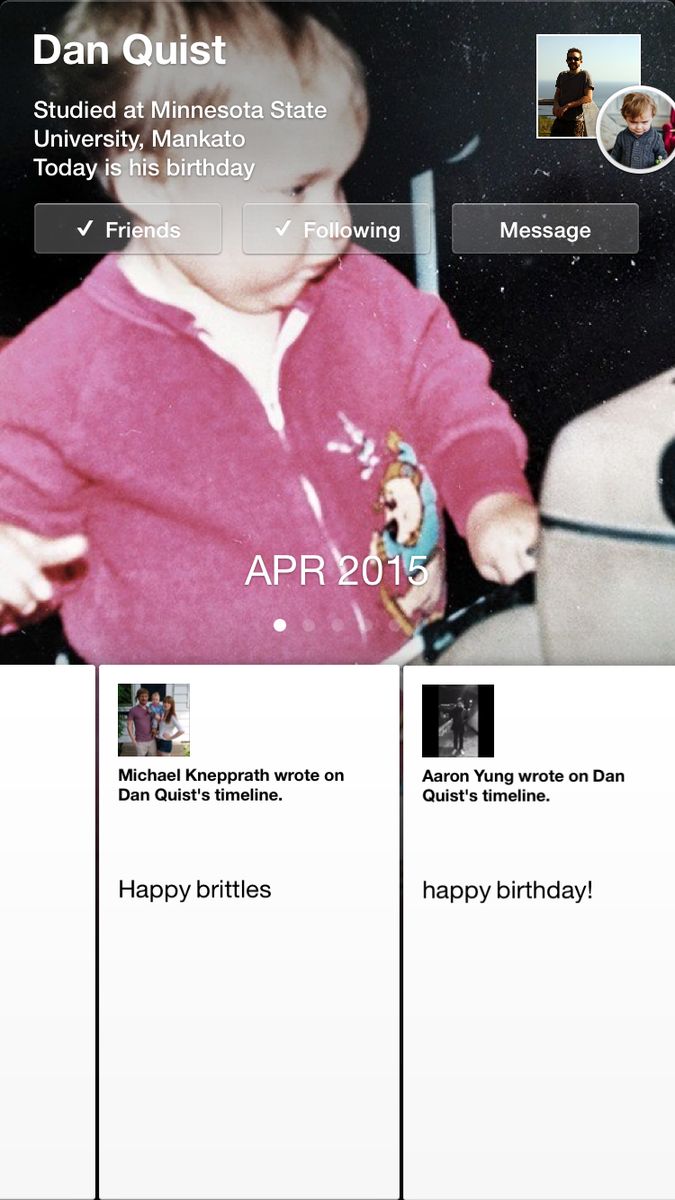 Dan Quist
Studied at Minnesota State
University, Mankato
Today is his birthday
✓ Friends
✓ Following
Message
APR 2015
Michael Knepprath wrote on
Dan Quist's timeline.
Happy brittles
Aaron Yung wrote on Dan
Quist's timeline.
happy birthday!